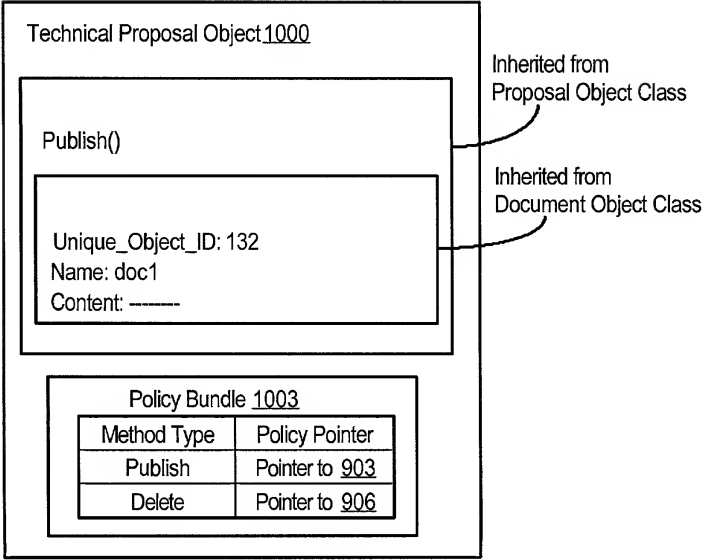 Technical Proposal Object 1000
Inherited from
Proposal Object Class
Publish()
Inherited from
Document Object Class
Unique_Object_ID: 132
Name: doc1
Content: --------
Policy Bundle 1003
Method Type Policy Pointer
Publish Pointer to 903
Delete Pointer to 906